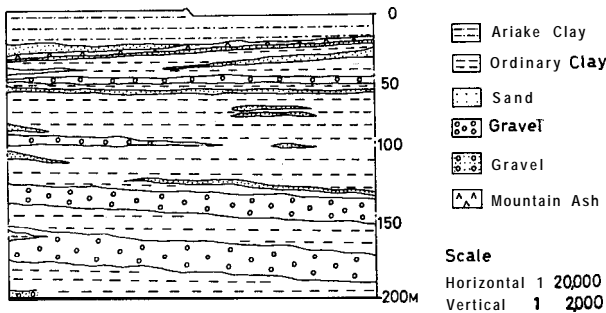 0
50
100
150
200M
Ariake Clay
Ordinary Clay
Sand
Gravel
Gravel
Mountain Ash
Scale
Horizontal 1 20,000
Vertical 1 2,000